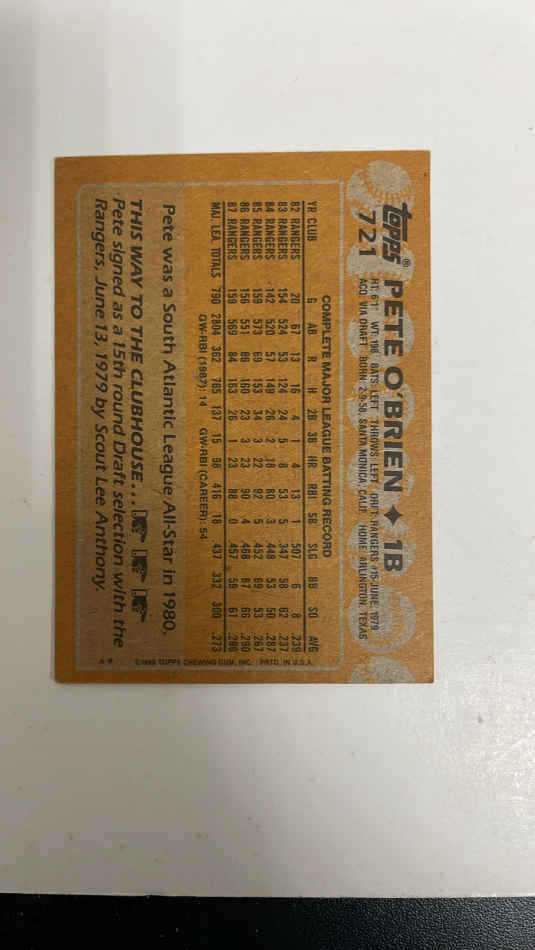 topps®
721
PETE O'BRIEN ✦ 1B
HT: 6'1" WT: 198 BATS: LEFT THROWS: LEFT DRFT: RANGERS #15-JUNE, 1979
ACQ: VIA DRAFT BORN: 2-9-58, SANTA MONICA, CALIF. HOME: ARLINGTON, TEXAS
COMPLETE MAJOR LEAGUE BATTING RECORD
YR CLUB G AB R H 2B 3B HR RBI SB SLG BB SO AVG
82 RANGERS 20 67 13 16 4 1 4 13 1 .507 6 8 .239
83 RANGERS 154 524 53 124 24 5 8 53 5 .347 58 62 .237
84 RANGERS 142 520 57 149 26 2 18 80 3 .448 53 50 .287
85 RANGERS 159 573 69 153 34 3 22 92 5 .452 69 53 .267
86 RANGERS 156 551 86 160 23 3 23 90 4 .468 87 66 .290
87 RANGERS 159 569 84 163 26 1 23 88 0 .457 59 61 .286
MAJ. LEA. TOTALS 790 2804 362 765 137 15 98 416 18 .437 332 300 .273
GW-RBI (1987): 14 GW-RBI (CAREER): 54
Pete was a South Atlantic League All-Star in 1980.
THIS WAY TO THE CLUBHOUSE...
Pete signed as a 15th round Draft selection with the
Rangers, June 13, 1979 by Scout Lee Anthony.
©1988 TOPPS CHEWING GUM, INC. PRTD. IN U.S.A.